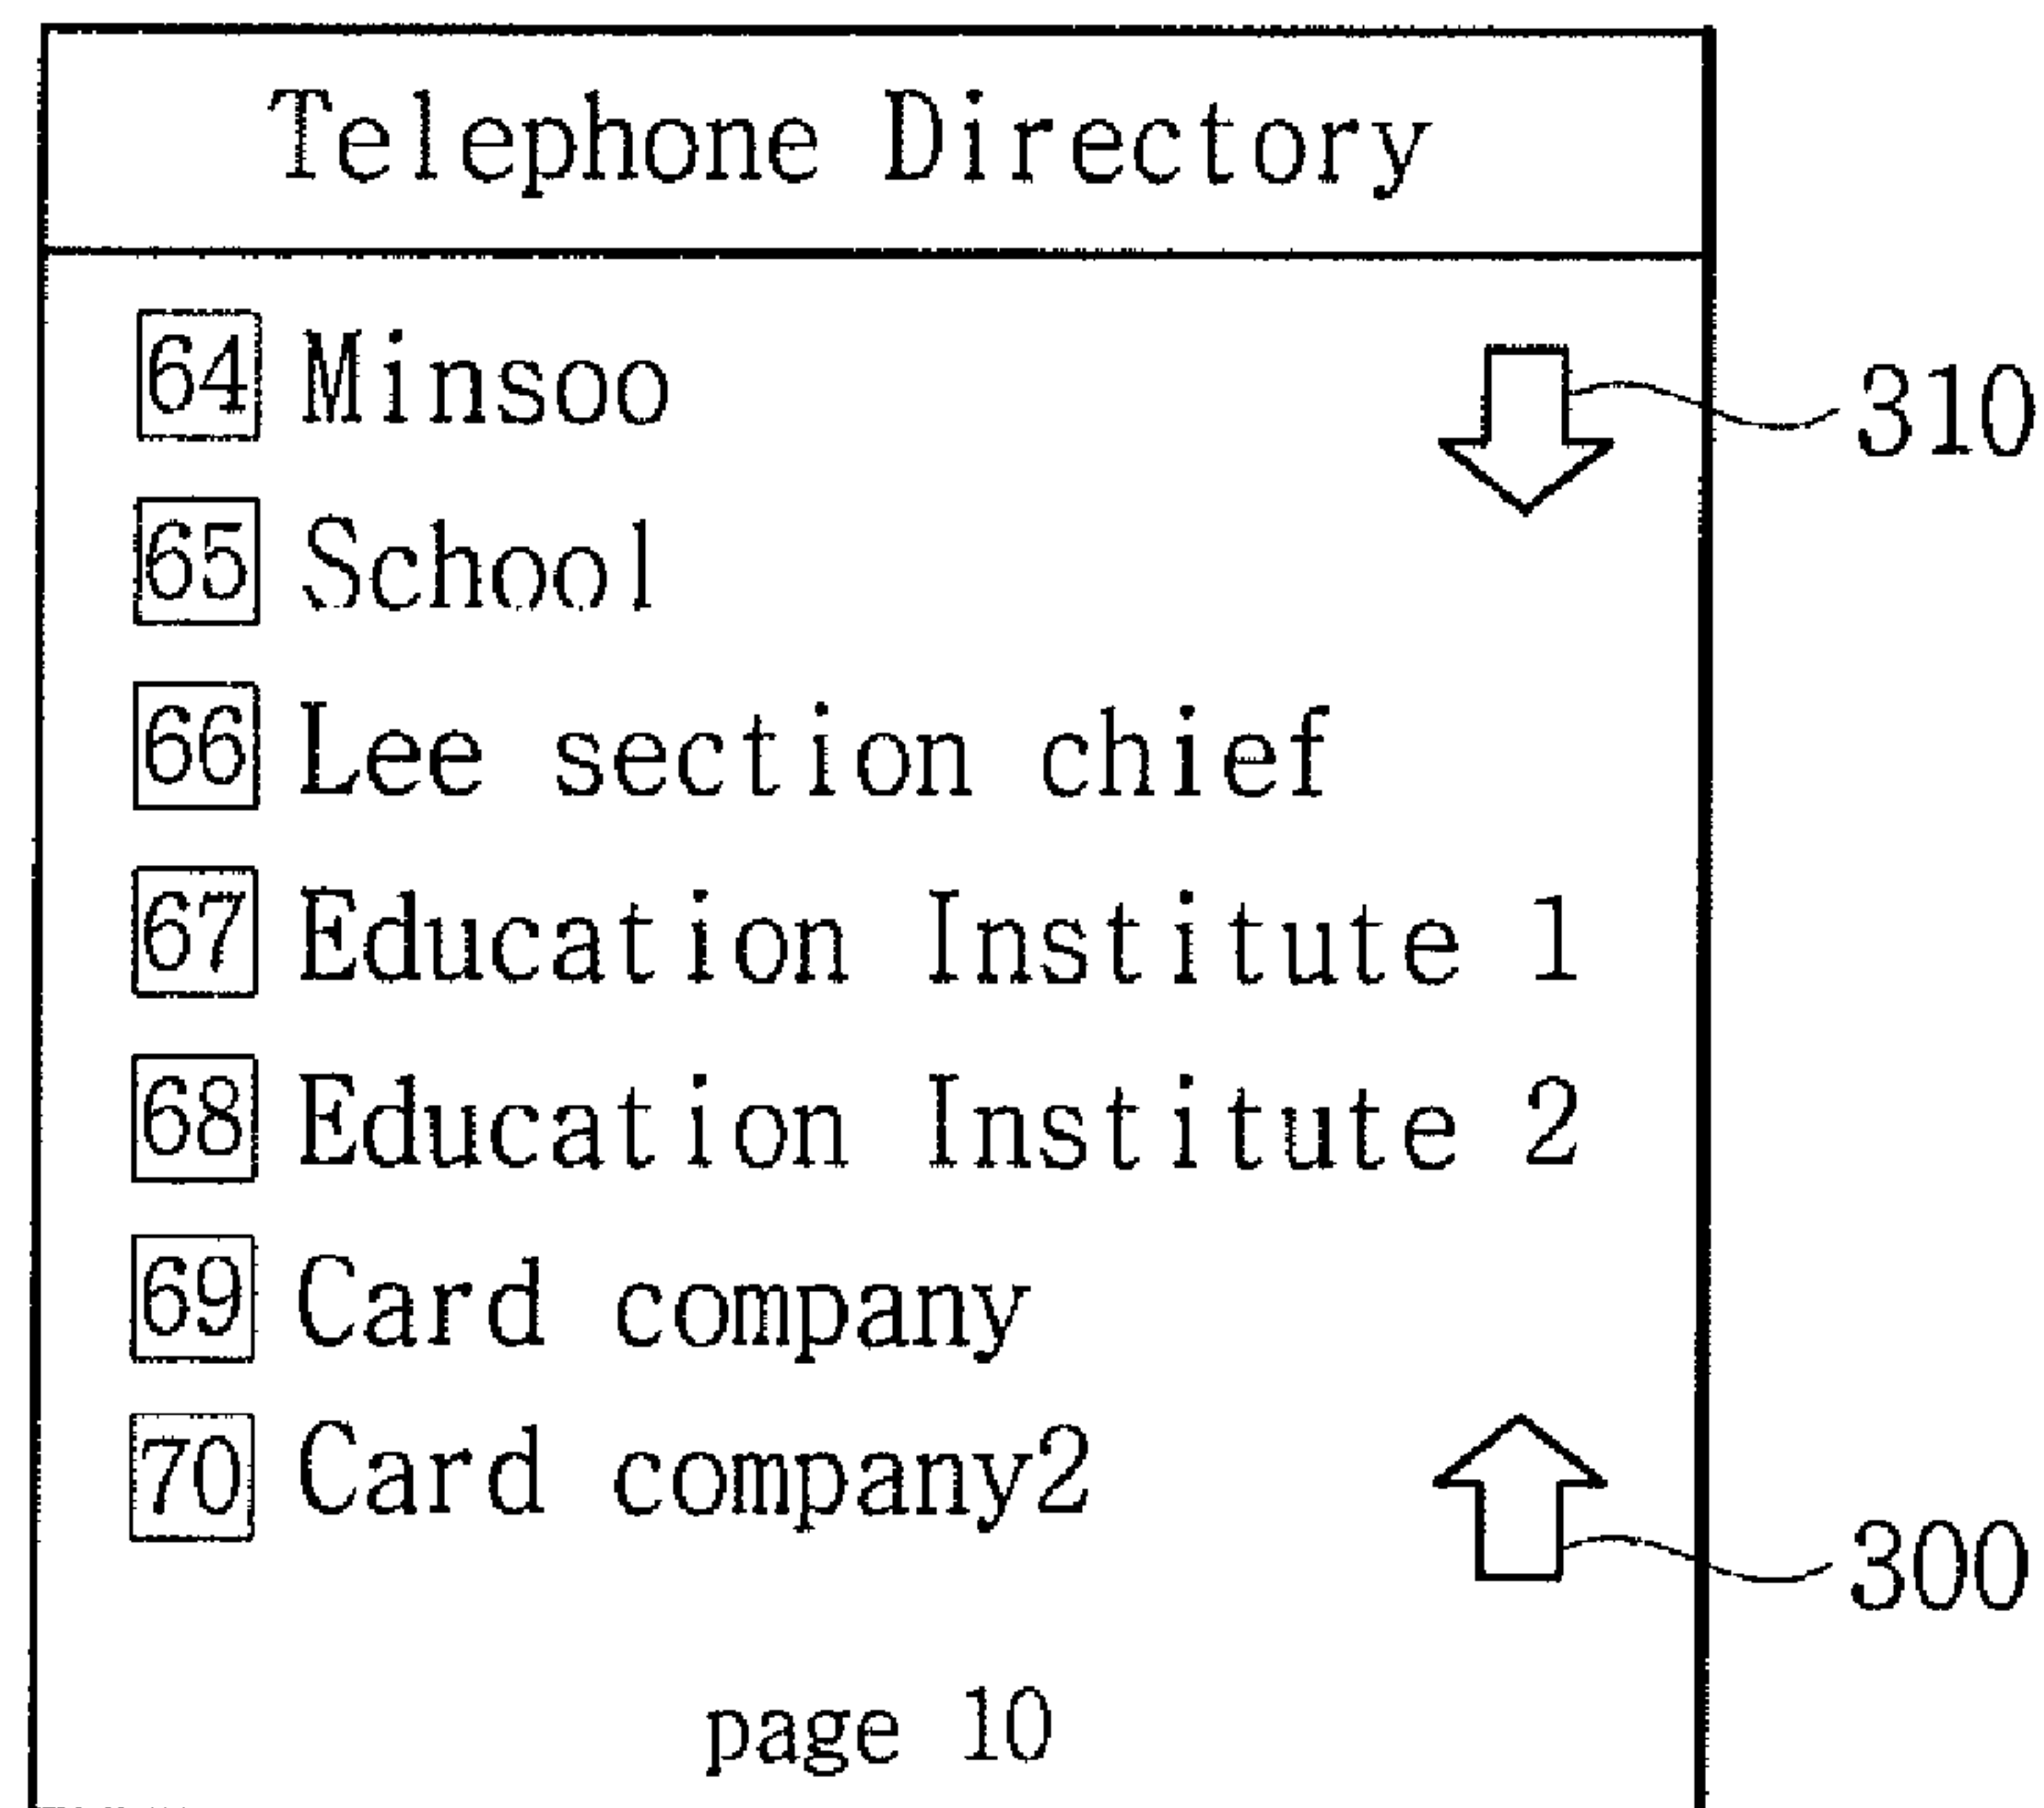 Telephone Directory
64 Minsoo
310
65 School
66 Lee section chief
67 Education Institute 1
68 Education Institute 2
69 Card company
70 Card company2
300
page 10